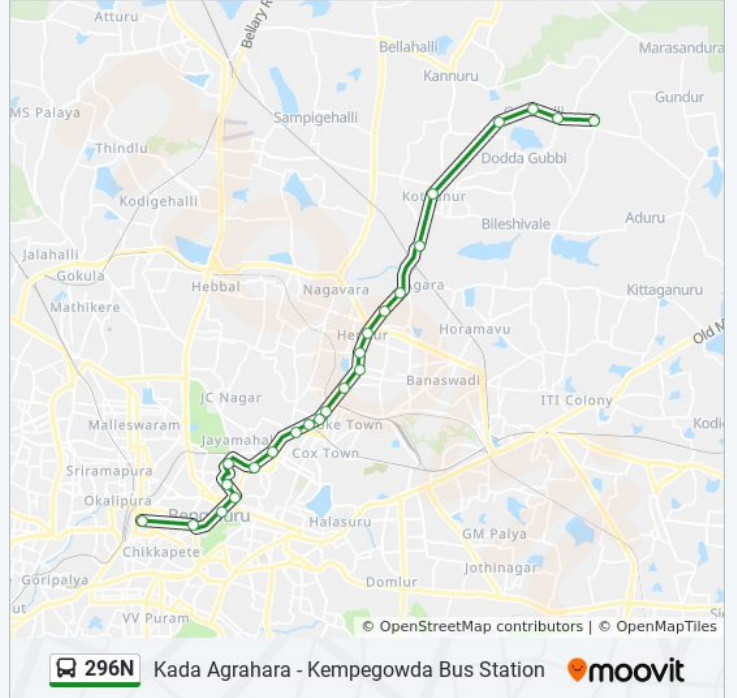 Atturu
Bellary R
Bellahalli
Marasandura
Kannuru
MS Palaya
Gundur
Sampigehalli
Thindlu
Dodda Gubbi
Kodigehalli
Aduru
Bileshivale
Jalahalli
Gokula
Hebbal
Nagavara
Kittaganuru
Mathikere
Horamavu
Old M
Banaswadi
JC Nagar
ITI Colony
Malleswaram
Kodi
Cox Town
Sriramapura
Okalipura
Halasuru
GM Palya
Chikkapete
Jothinagar
Goripalya
Domlur
VV Puram
© OpenStreetMap contributors | © OpenMapTiles
296N Kada Agrahara - Kempegowda Bus Station moovit